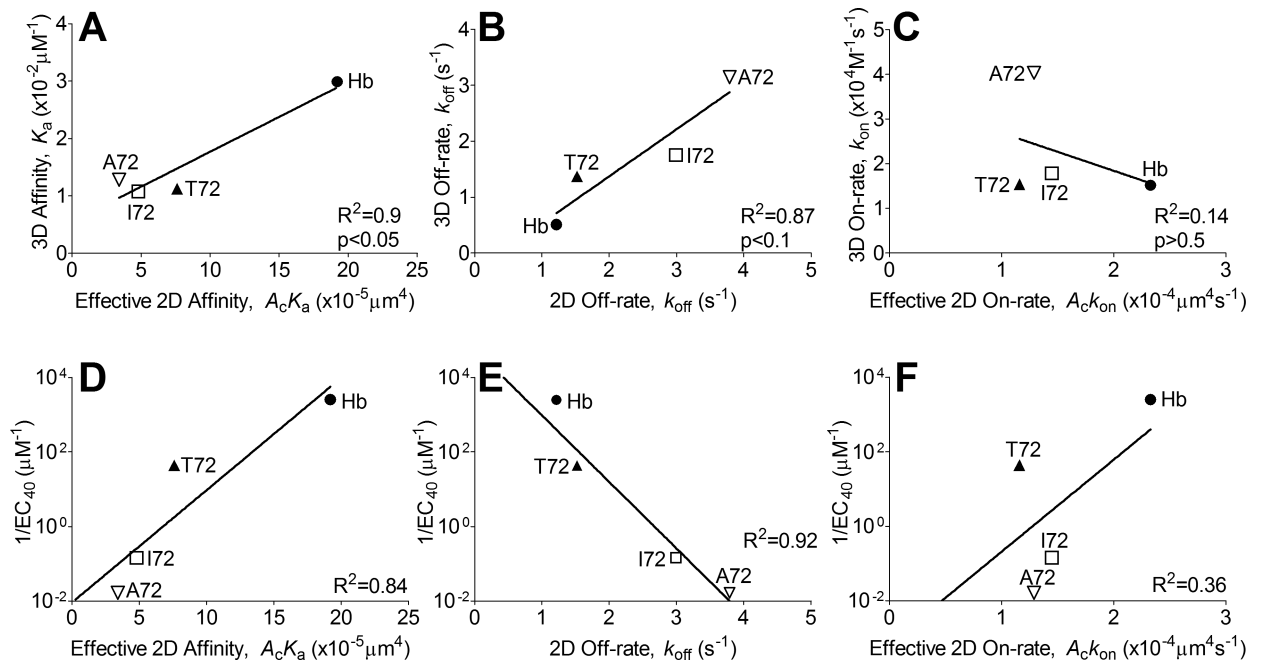 A
3D Affinity, Ka (x10-2μM-1)
4
3
2
1
0
Hb
A72
I72
T72
R2=0.9
p<0.05
0 5 10 15 20 25
Effective 2D Affinity, AcKa (x10-5μm4)
B
3D Off-rate, koff (s-1)
4
3
2
1
0
A72
T72
I72
Hb
R2=0.87
p<0.1
0 1 2 3 4 5
2D Off-rate, koff (s-1)
C
3D On-rate, kon (x104M-1s-1)
5
4
3
2
1
0
A72
Hb
T72
I72
R2=0.14
p>0.5
0 1 2 3
Effective 2D On-rate, Ackon (x10-4μm4s-1)
D
1/EC40 (μM-1)
104
102
100
10-2
Hb
T72
I72
A72
R2=0.84
0 5 10 15 20 25
Effective 2D Affinity, AcKa (x10-5μm4)
E
1/EC40 (μM-1)
104
102
100
10-2
Hb
T72
R2=0.92
I72
A72
0 1 2 3 4 5
2D Off-rate, koff (s-1)
F
1/EC40 (μM-1)
104
102
100
10-2
Hb
T72
I72
A72
R2=0.36
0 1 2 3
Effective 2D On-rate, Ackon (x10-4μm4s-1)